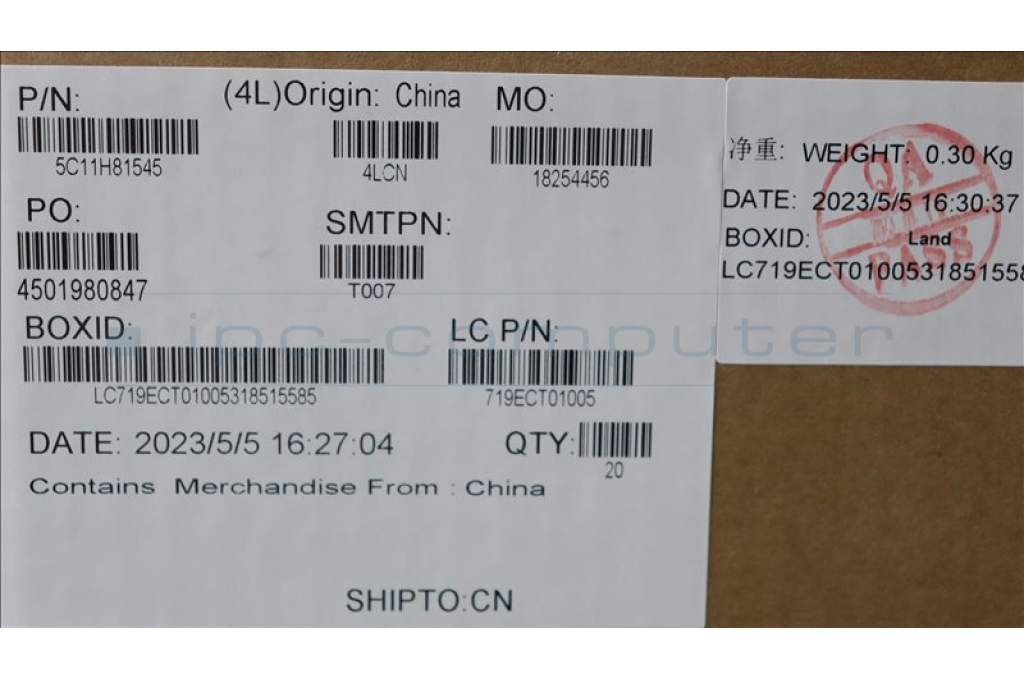 P/N: (4L)Origin: China MO:
5C11H81545 4LCN 18254456
PO: SMTPN:
4501980847 T007
BOXID: LC P/N:
LC719ECT01005318515585 719ECT01005
DATE: 2023/5/5 16:27:04 QTY:
20
Contains Merchandise From : China
SHIPTO:CN
净重: WEIGHT: 0.30 Kg
DATE: 2023/5/5 16:30:37
BOXID: Land
LC719ECT0100531851558
QA
PASS
ipc-computer